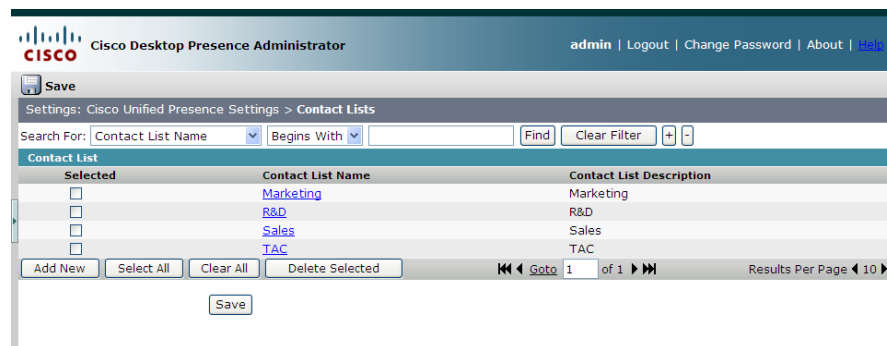 CISCO Cisco Desktop Presence Administrator admin | Logout | Change Password | About | Help
Save
Settings: Cisco Unified Presence Settings > Contact Lists
Search For: Contact List Name Begins With Find Clear Filter + -
Contact List
Selected Contact List Name Contact List Description
Marketing Marketing
R&D R&D
Sales Sales
TAC TAC
Add New Select All Clear All Delete Selected Goto 1 of 1 Results Per Page 10
Save